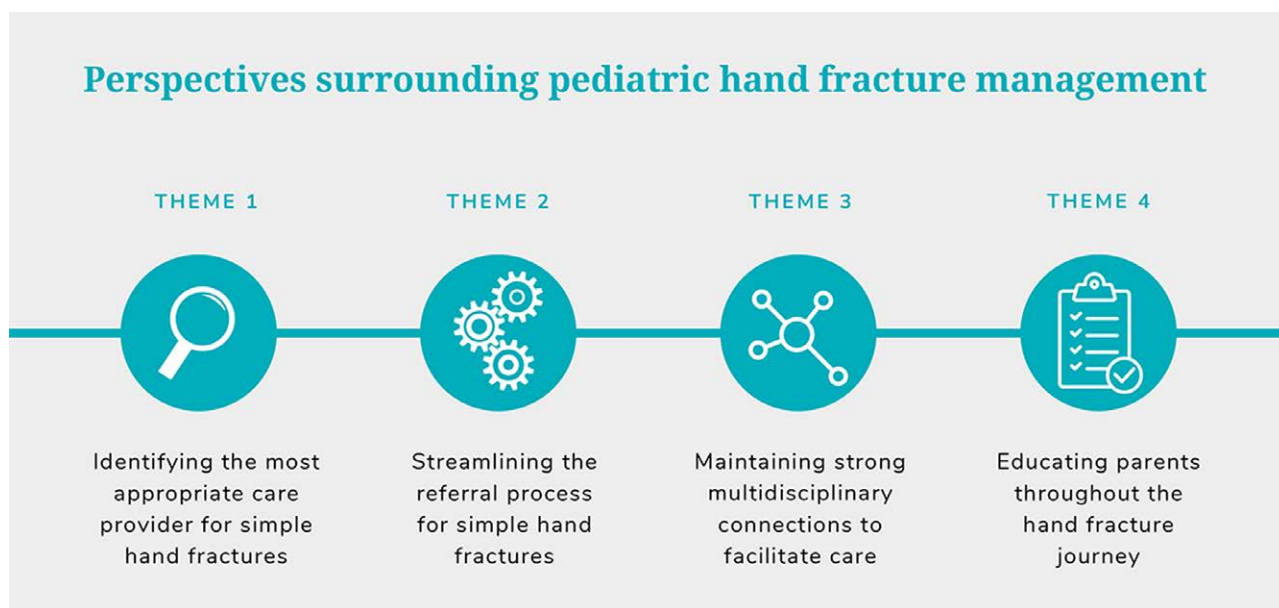 Perspectives surrounding pediatric hand fracture management
THEME 1
Identifying the most
appropriate care
provider for simple
hand fractures
THEME 2
Streamlining the
referral process
for simple hand
fractures
THEME 3
Maintaining strong
multidisciplinary
connections to
facilitate care
THEME 4
Educating parents
throughout the
hand fracture
journey